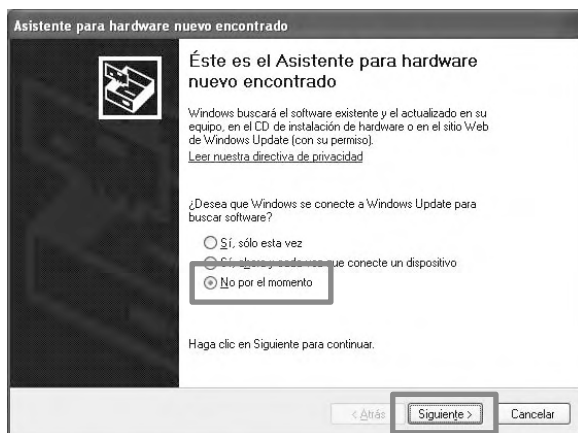 Asistente para hardware nuevo encontrado
Éste es el Asistente para hardware
nuevo encontrado
Windows buscará el software existente y el actualizado en su
equipo, en el CD de instalación de hardware o en el sitio Web
de Windows Update (con su permiso).
Leer nuestra directiva de privacidad
¿Desea que Windows se conecte a Windows Update para
buscar software?
Sí, sólo esta vez
Sí, ahora y cada vez que conecte un dispositivo
No por el momento
Haga clic en Siguiente para continuar.
< Atrás Siguiente > Cancelar